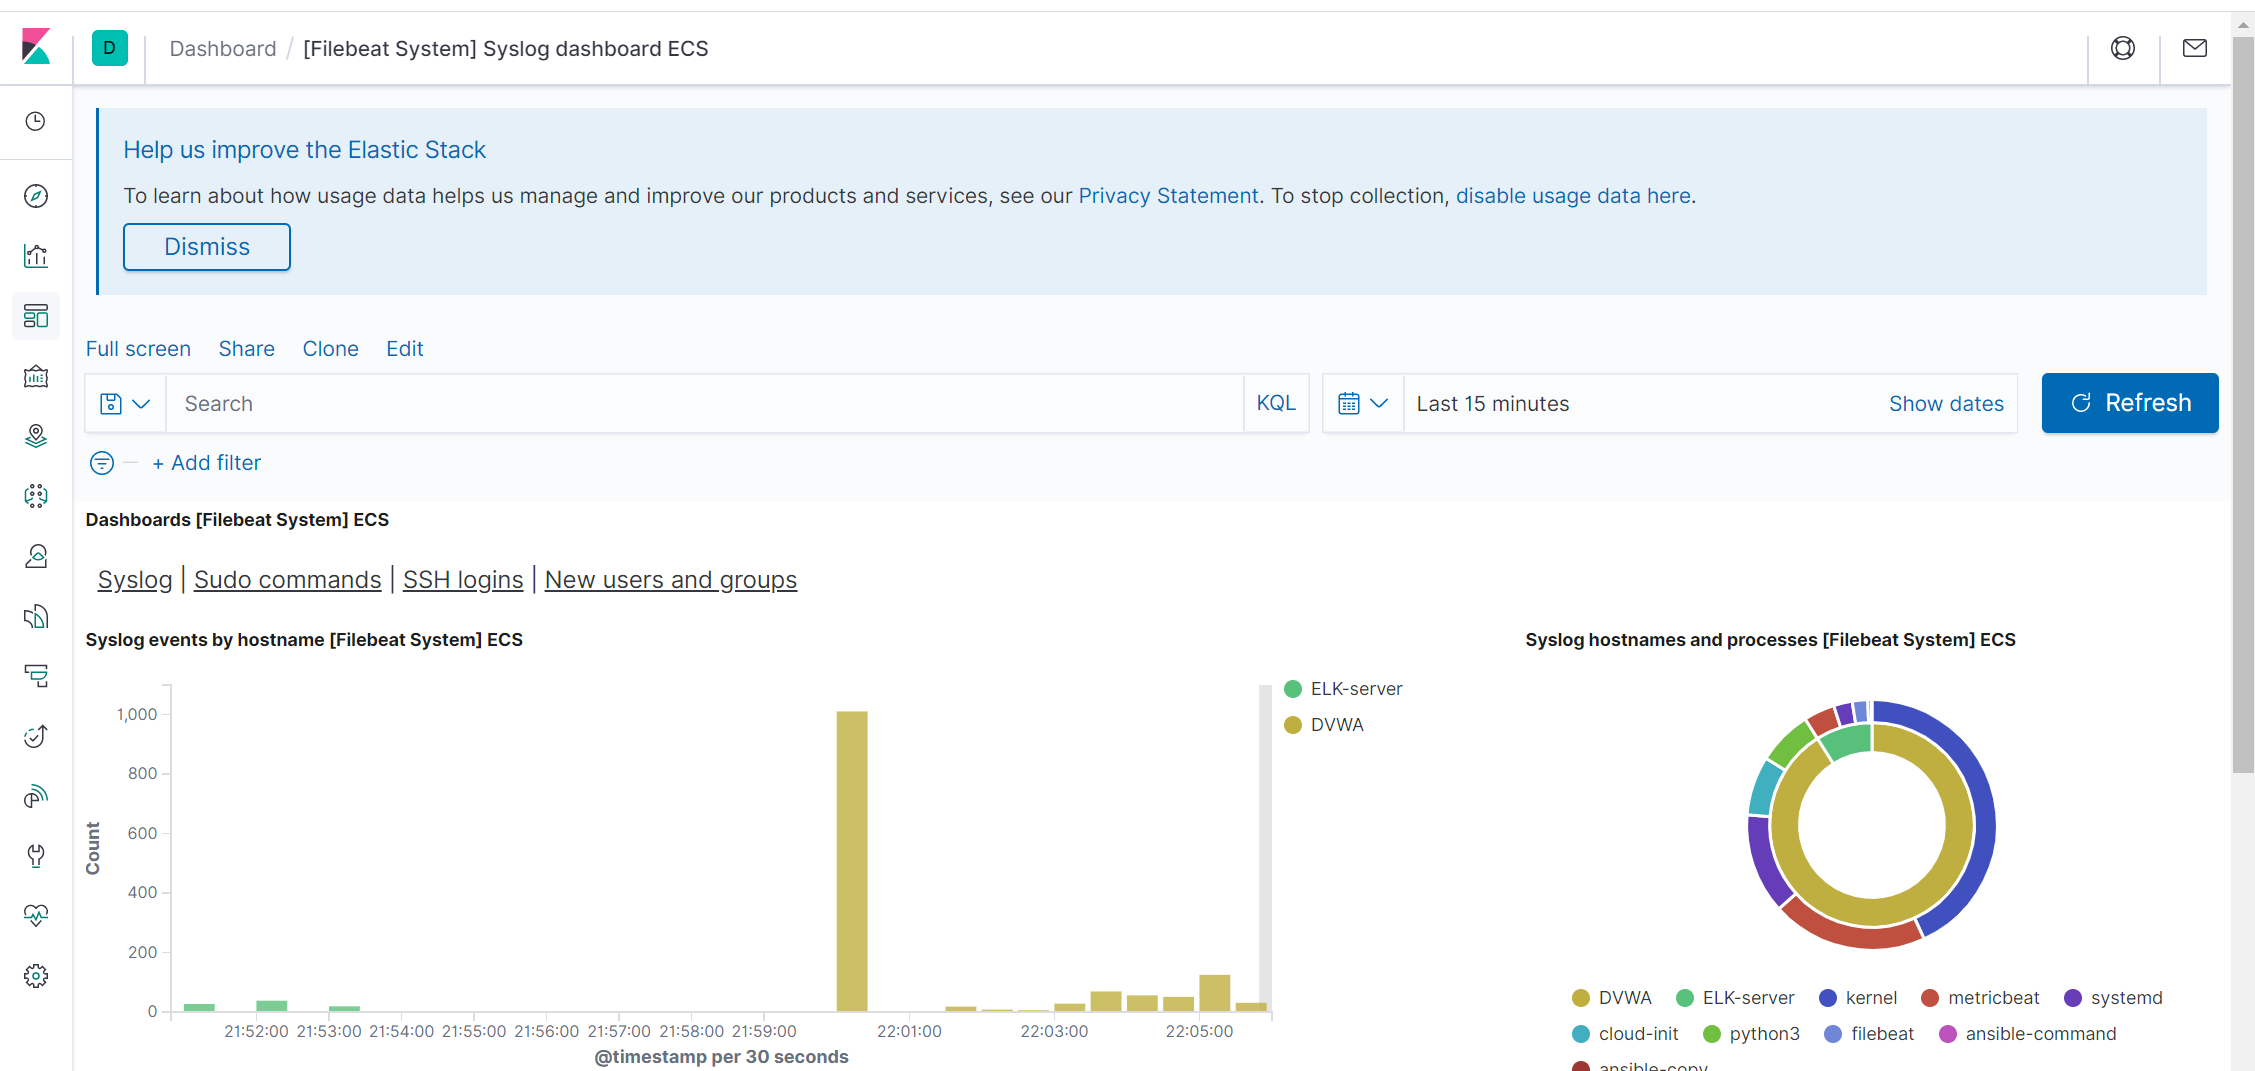 D
Dashboard / [Filebeat System] Syslog dashboard ECS
Help us improve the Elastic Stack
To learn about how usage data helps us manage and improve our products and services, see our Privacy Statement. To stop collection, disable usage data here.
Dismiss
Full screen Share Clone Edit
Search KQL Last 15 minutes Show dates Refresh
+ Add filter
Dashboards [Filebeat System] ECS
Syslog | Sudo commands | SSH logins | New users and groups
Syslog events by hostname [Filebeat System] ECS
1,000
800
600
400
200
0
Count
21:52:00 21:53:00 21:54:00 21:55:00 21:56:00 21:57:00 21:58:00 21:59:00 22:01:00 22:03:00 22:05:00
@timestamp per 30 seconds
ELK-server
DVWA
Syslog hostnames and processes [Filebeat System] ECS
DVWA ELK-server kernel metricbeat systemd
cloud-init python3 filebeat ansible-command
ansible-copy